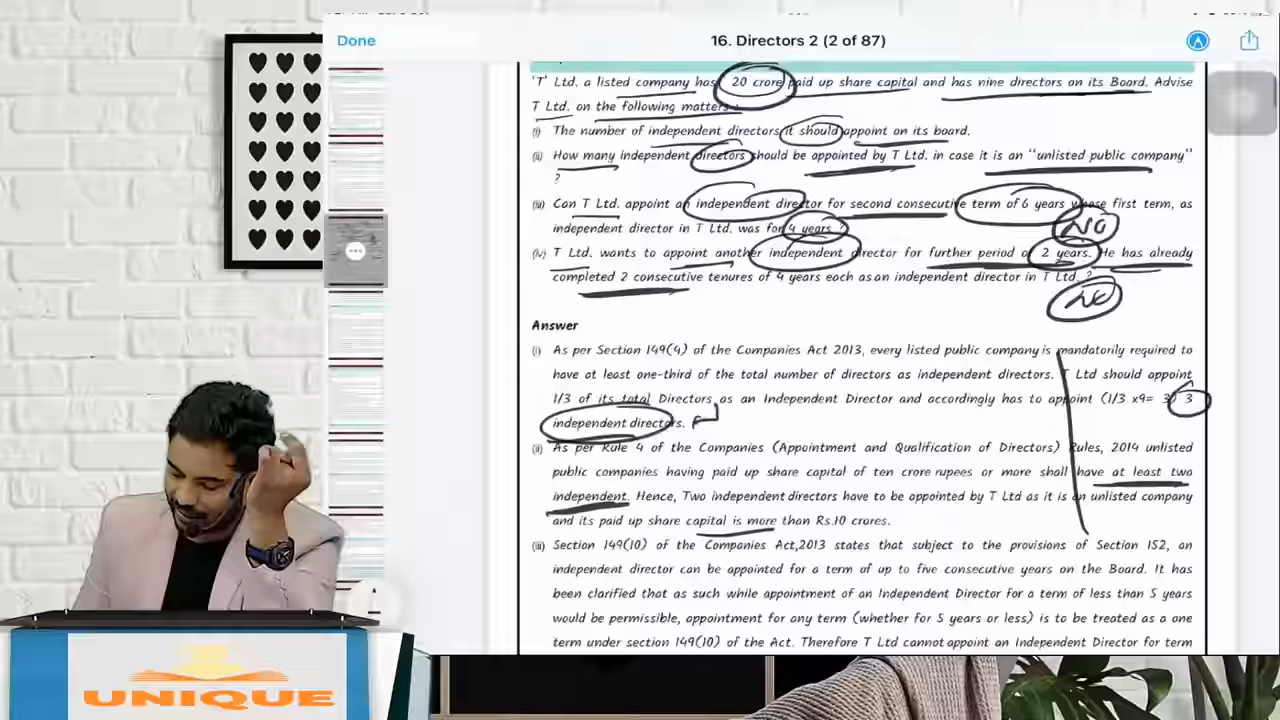 Done
16. Directors 2 (2 of 87)
'T' Ltd. a listed company has 20 crore paid up share capital and has nine directors on its Board. Advise
T Ltd. on the following matters :
(i) The number of independent directors it should appoint on its board.
(ii) How many independent directors should be appointed by T Ltd. in case it is an "unlisted public company"
?
(iii) Can T Ltd. appoint an independent director for second consecutive term of 6 years whose first term, as
independent director in T Ltd. was for 4 years ?
NO
(iv) T Ltd. wants to appoint another independent director for further period of 2 years. He has already
completed 2 consecutive tenures of 4 years each as an independent director in T Ltd. ?
NO
Answer
(i) As per Section 149(4) of the Companies Act 2013, every listed public company is mandatorily required to
have at least one-third of the total number of directors as independent directors. T Ltd should appoint
1/3 of its total Directors as an Independent Director and accordingly has to appoint (1/3 x9= 3) 3
independent directors.
(ii) As per Rule 4 of the Companies (Appointment and Qualification of Directors) Rules, 2014 unlisted
public companies having paid up share capital of ten crore rupees or more shall have at least two
independent. Hence, Two independent directors have to be appointed by T Ltd as it is an unlisted company
and its paid up share capital is more than Rs.10 crores.
(iii) Section 149(10) of the Companies Act,2013 states that subject to the provisions of Section 152, an
independent director can be appointed for a term of up to five consecutive years on the Board. It has
been clarified that as such while appointment of an Independent Director for a term of less than 5 years
would be permissible, appointment for any term (whether for 5 years or less) is to be treated as a one
term under section 149(10) of the Act. Therefore T Ltd cannot appoint an Independent Director for term
UNIQUE